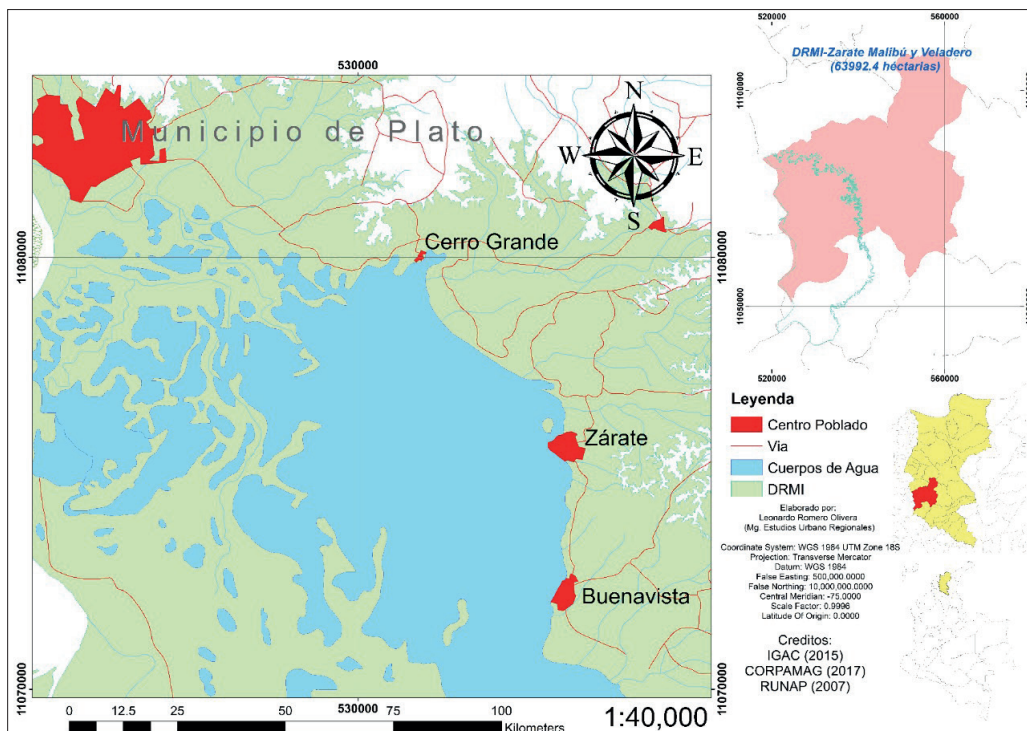 530000
Municipio de Plato
N
W
E
S
Cerro Grande
11080000
11080000
Zárate
Buenavista
11070000
11070000
530000
0
12.5
25
50
75
100
Kilometers
1:40,000
520000
560000
DRMI-Zarate Malibú y Veladero
(63992.4 héctarias)
11100000
11100000
11050000
11050000
520000
560000
Leyenda
Centro Poblado
Via
Cuerpos de Agua
DRMI
Elaborado por:
Leonardo Romero Olivera
(Mg. Estudios Urbano Regionales)
Coordinate System: WGS 1984 UTM Zone 18S
Projection: Transverse Mercator
Datum: WGS 1984
False Easting: 500,000.0000
False Northing: 10,000,000.0000
Central Meridian: -75.0000
Scale Factor: 0.9996
Latitude Of Origin: 0.0000
Creditos:
IGAC (2015)
CORPAMAG (2017)
RUNAP (2007)